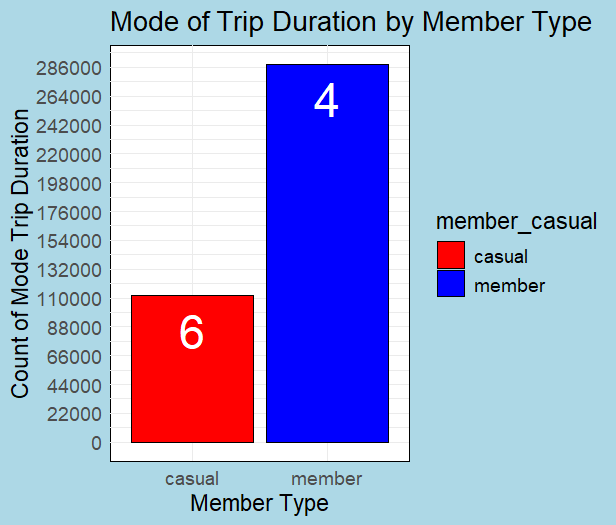 Mode of Trip Duration by Member Type
Count of Mode Trip Duration
286000
264000
242000
220000
198000
176000
154000
132000
110000
88000
66000
44000
22000
0
6
4
casual
member
Member Type
member_casual
casual
member